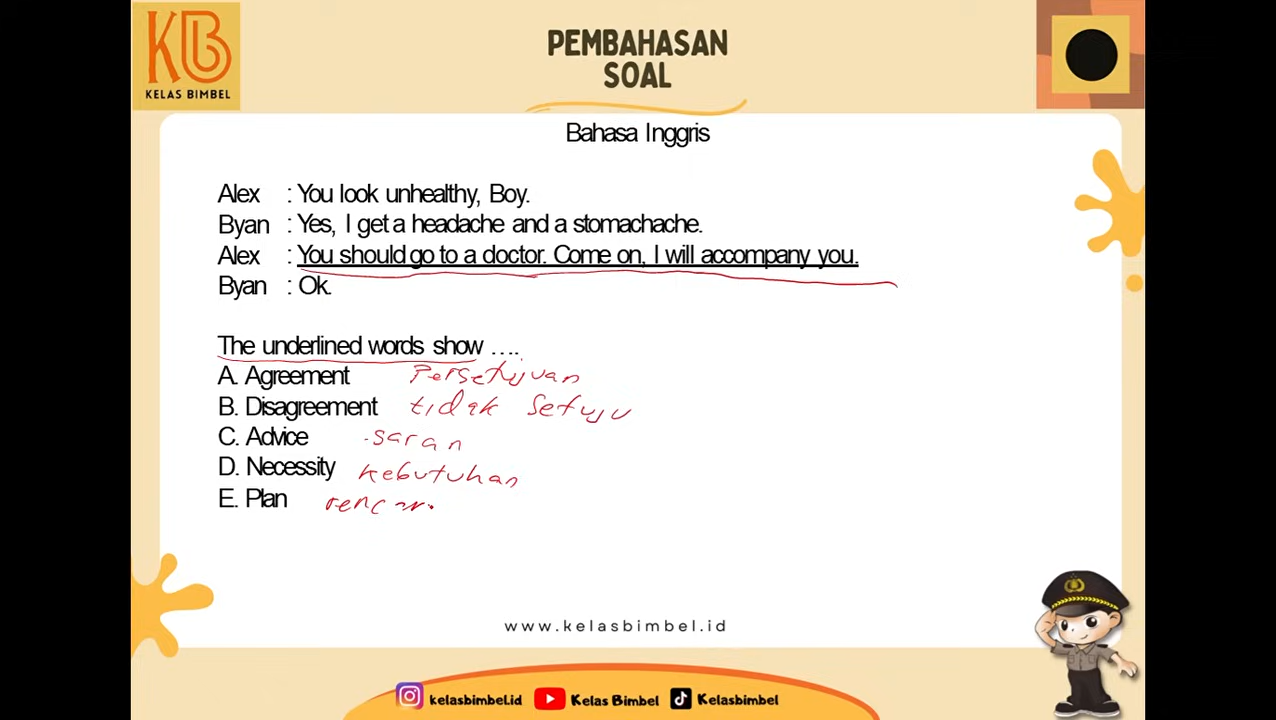 KB
KELAS BIMBEL
PEMBAHASAN
SOAL
Bahasa Inggris
Alex : You look unhealthy, Boy.
Byan : Yes, I get a headache and a stomachache.
Alex : You should go to a doctor. Come on, I will accompany you.
Byan : Ok.
The underlined words show ….
A. Agreement Persetujuan
B. Disagreement tidak Setuju
C. Advice saran
D. Necessity kebutuhan
E. Plan
www.kelasbimbel.id
kelasbimbel.id Kelas Bimbel Kelasbimbel